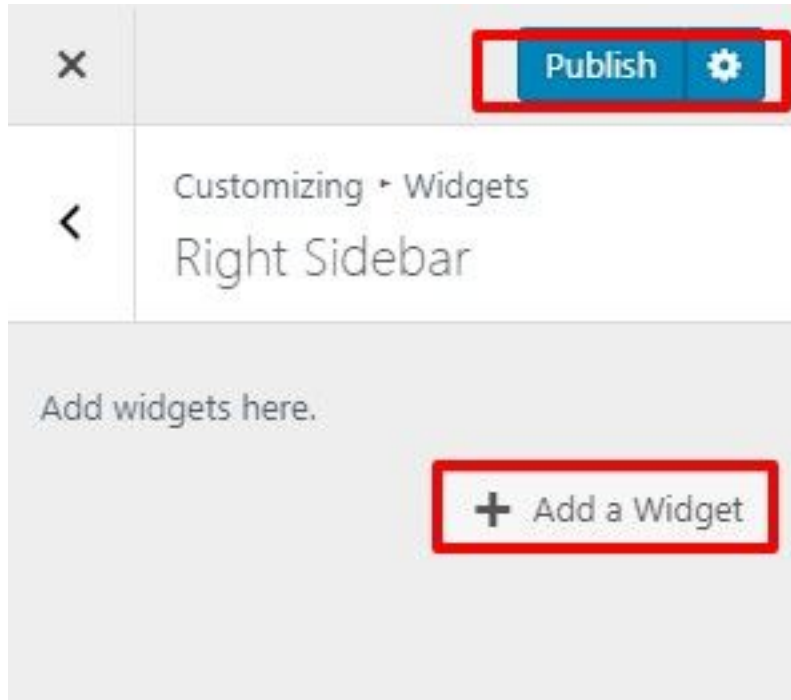 Publish
Customizing ▸ Widgets
Right Sidebar
Add widgets here.
Add a Widget